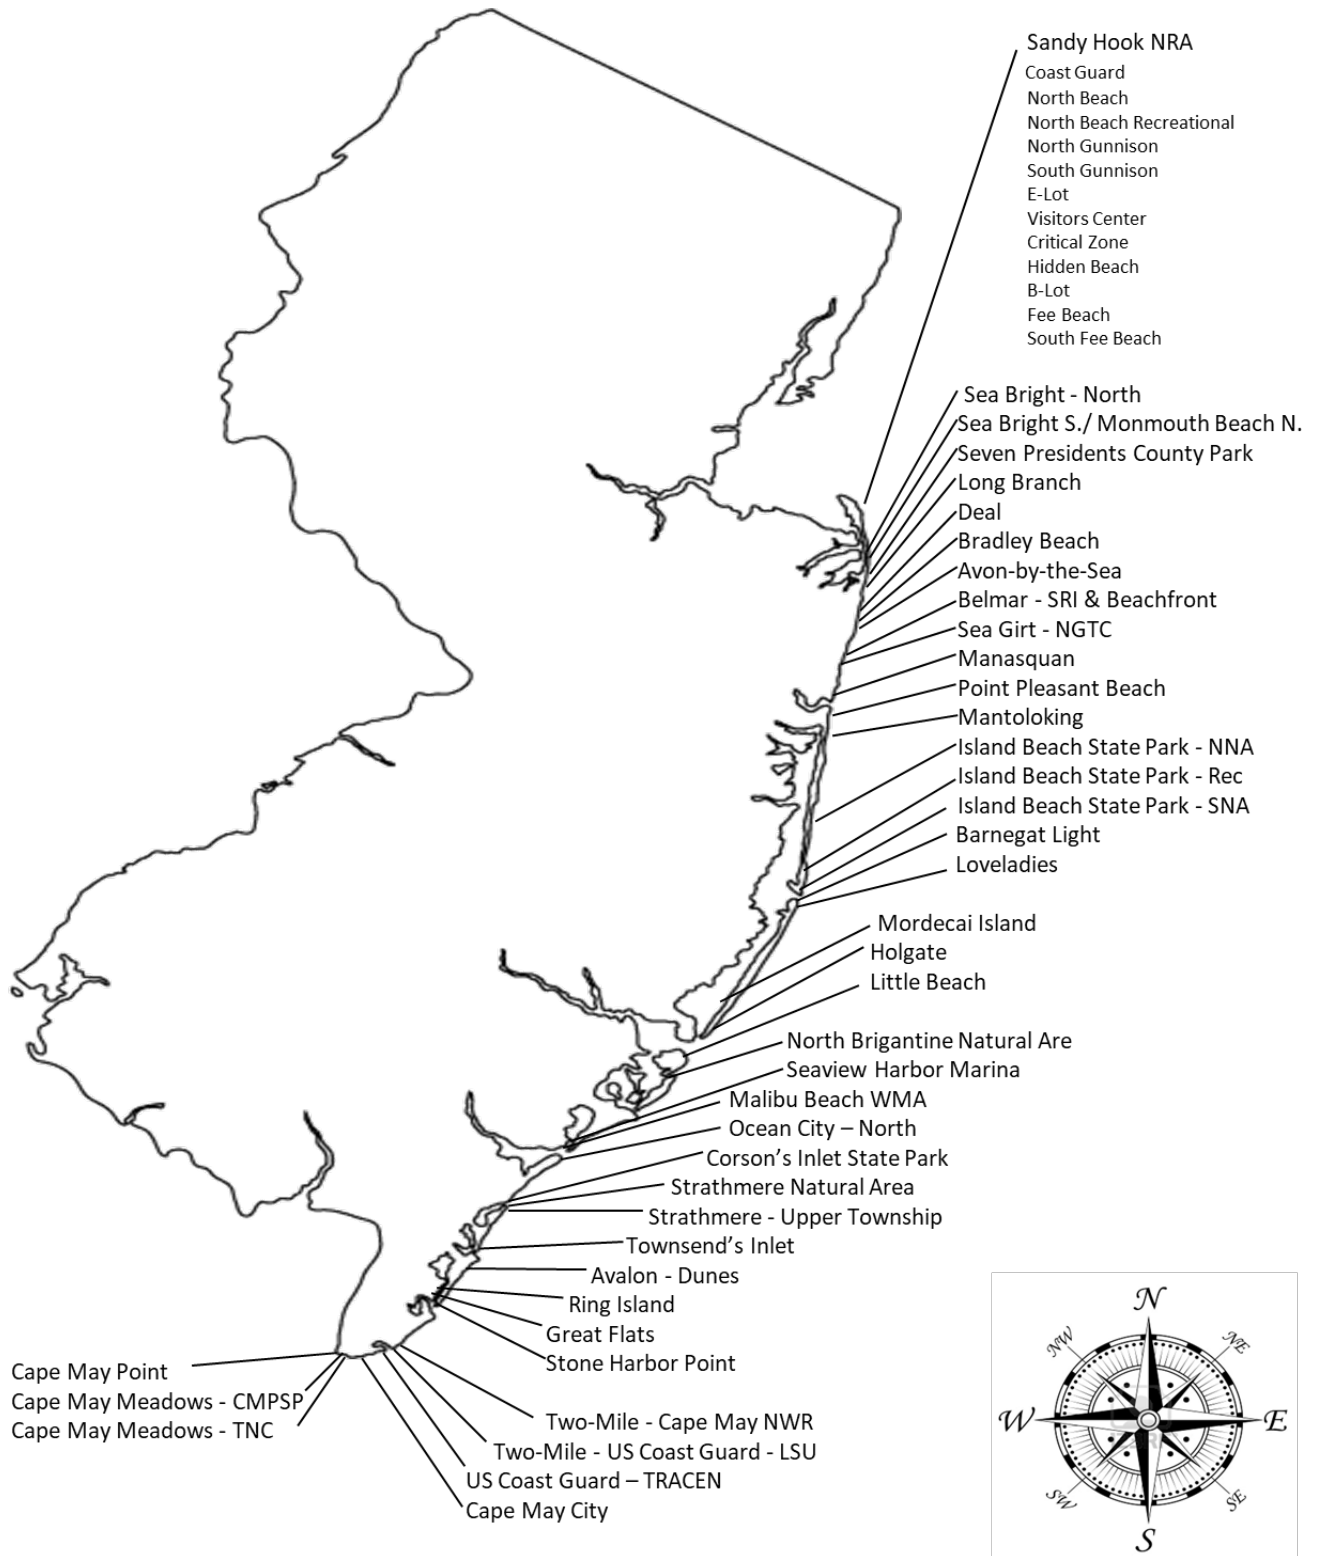 Sandy Hook NRA
Coast Guard
North Beach
North Beach Recreational
North Gunnison
South Gunnison
E-Lot
Visitors Center
Critical Zone
Hidden Beach
B-Lot
Fee Beach
South Fee Beach
Sea Bright - North
Sea Bright S./ Monmouth Beach N.
Seven Presidents County Park
Long Branch
Deal
Bradley Beach
Avon-by-the-Sea
Belmar - SRI & Beachfront
Sea Girt - NGTC
Manasquan
Point Pleasant Beach
Mantoloking
Island Beach State Park - NNA
Island Beach State Park - Rec
Island Beach State Park - SNA
Barnegat Light
Loveladies
Mordecai Island
Holgate
Little Beach
North Brigantine Natural Are
Seaview Harbor Marina
Malibu Beach WMA
Ocean City – North
Corson’s Inlet State Park
Strathmere Natural Area
Strathmere - Upper Township
Townsend’s Inlet
Avalon - Dunes
Ring Island
Great Flats
Stone Harbor Point
Cape May Point
Cape May Meadows - CMPSP
Cape May Meadows - TNC
Two-Mile - Cape May NWR
Two-Mile - US Coast Guard - LSU
US Coast Guard – TRACEN
Cape May City
N
NW
NE
W
E
SW
SE
S